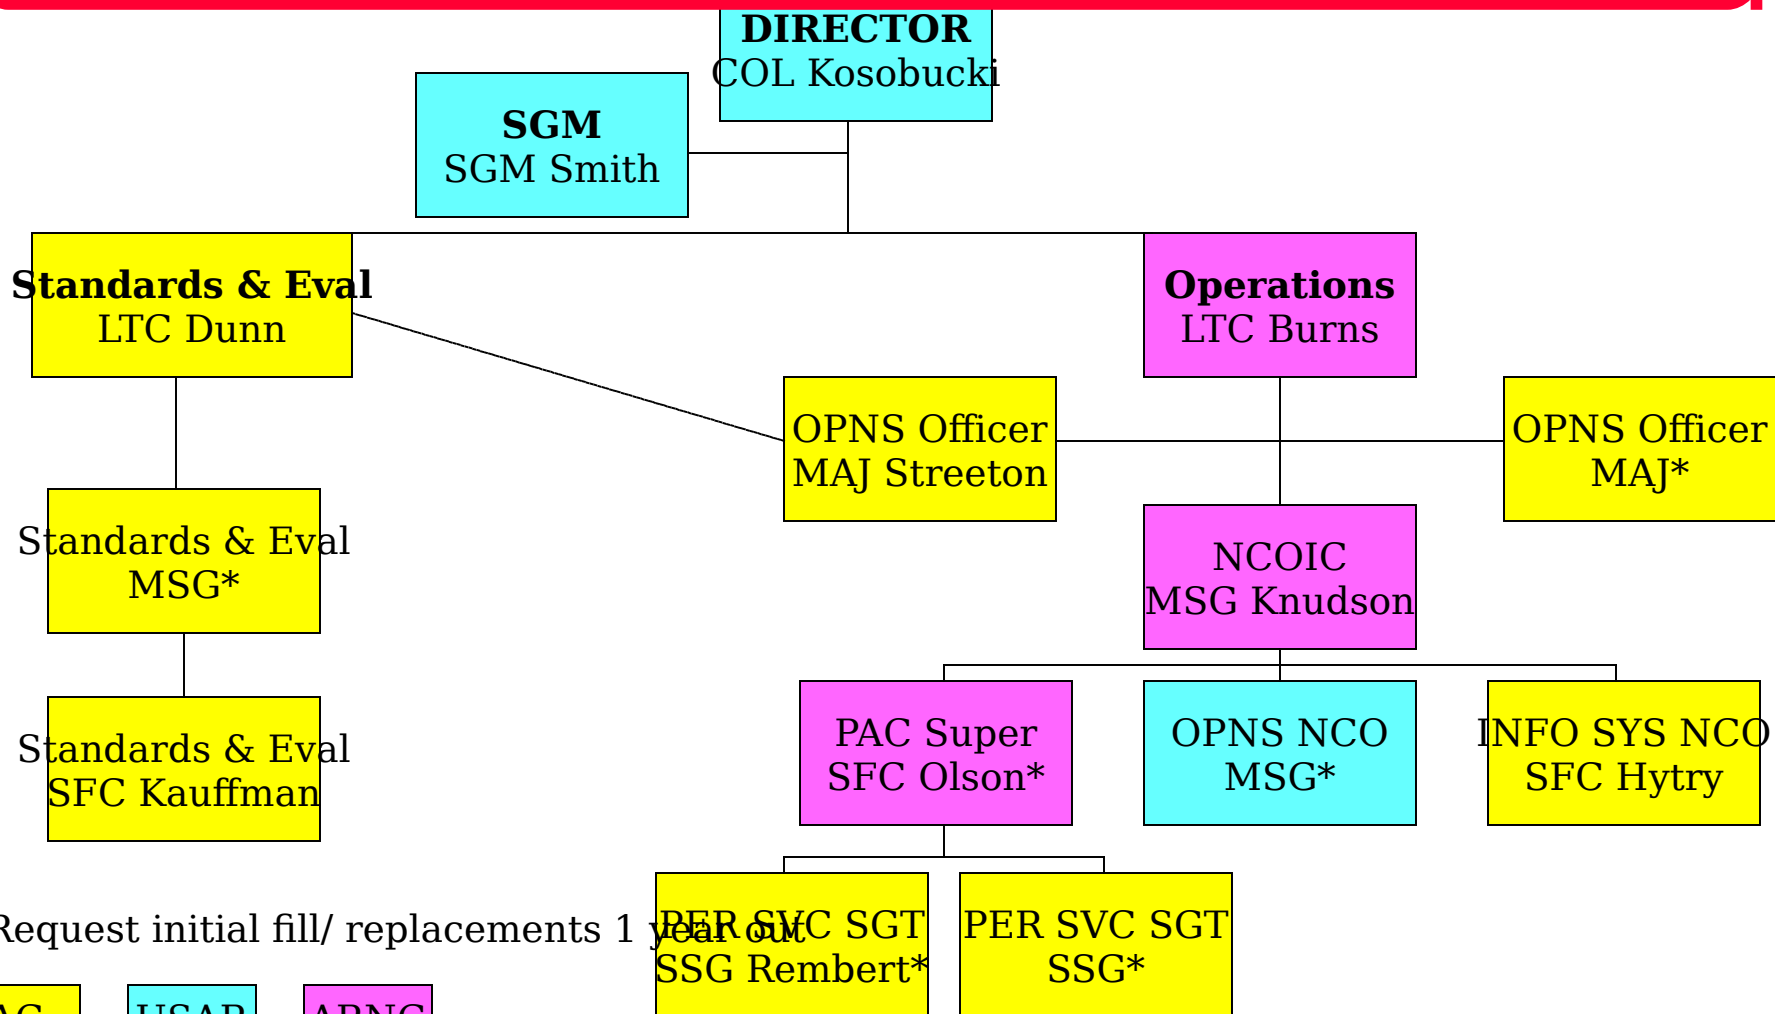 DIRECTOR
COL Kosobucki
SGM
SGM Smith
Standards & Eval
LTC Dunn
Operations
LTC Burns
OPNS Officer
MAJ Streeton
OPNS Officer
MAJ*
Standards & Eval
MSG*
NCOIC
MSG Knudson
Standards & Eval
SFC Kauffman
PAC Super
SFC Olson*
OPNS NCO
MSG*
INFO SYS NCO
SFC Hytry
Request initial fill/ replacements 1 year out
PER SVC SGT
SSG Rembert*
PER SVC SGT
SSG*
USAR
ARNG